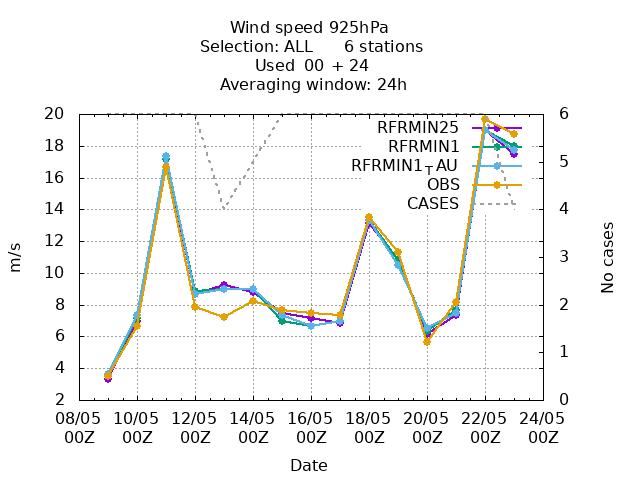 Wind speed 925hPa
Selection: ALL 6 stations
Used 00 + 24
Averaging window: 24h
20 6
RFRMIN25
18
RFRMIN1
5
RFRMIN1TAU
16
OBS
14 4
CASES
12
3
10
8 2
6
4 1
2 0
m/s
No cases
08/05 10/05 12/05 14/05 16/05 18/05 20/05 22/05 24/05
00Z 00Z 00Z 00Z 00Z 00Z 00Z 00Z 00Z
Date